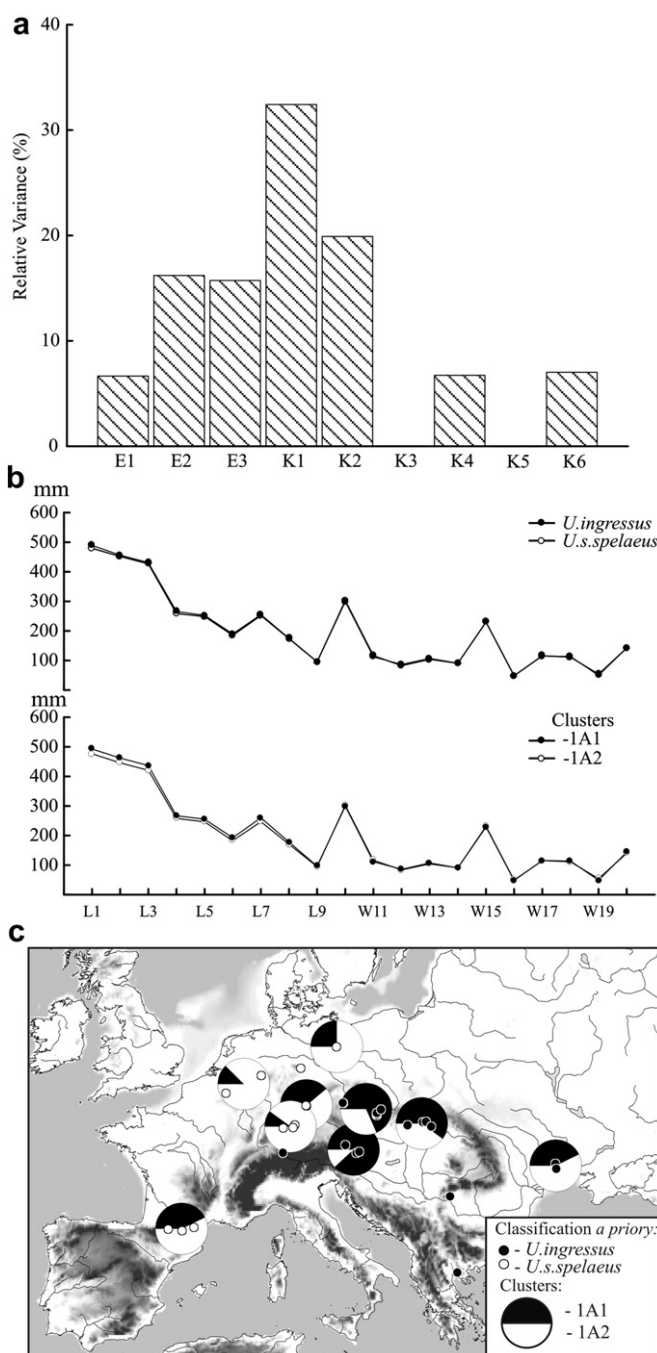 a
Relative Variance (%)
40
30
20
10
0
E1 E2 E3 K1 K2 K3 K4 K5 K6
b
mm
600
500
400
300
200
100
U.ingressus
U.s.spelaeus
mm
600
500
400
300
200
100
Clusters
-1A1
-1A2
L1 L3 L5 L7 L9 W11 W13 W15 W17 W19
c
Classification a priory:
- U.ingressus
- U.s.spelaeus
Clusters:
- 1A1
- 1A2